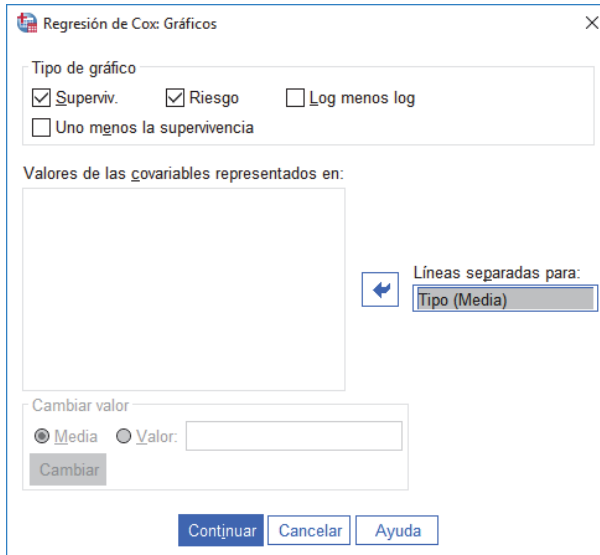 Regresión de Cox: Gráficos
Tipo de gráfico
Superviv.
Riesgo
Log menos log
Uno menos la supervivencia
Valores de las covariables representados en:
Líneas separadas para:
Tipo (Media)
Cambiar valor
Media
Valor:
Cambiar
Continuar
Cancelar
Ayuda